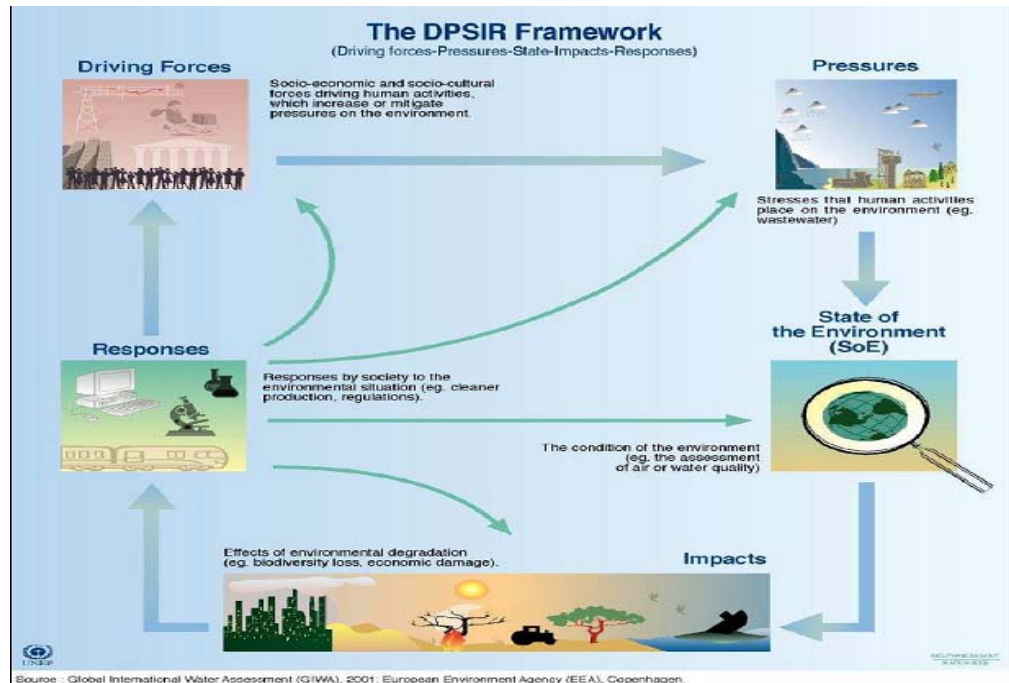 The DPSIR Framework
(Driving forces-Pressures-State-Impacts-Responses)
Driving Forces
Socio-economic and socio-cultural
forces driving human activities,
which increase or mitigate
pressures on the environment.
Pressures
Stresses that human activities
place on the environment (eg.
wastewater)
State of
the Environment
(SoE)
Responses
Responses by society to the
environmental situation (eg. cleaner
production, regulations).
The condition of the environment
(eg. the assessment
of air or water quality)
Effects of environmental degradation
(eg. biodiversity loss, economic damage).
Impacts
UNEP
Source : Global International Water Assessment (GIWA), 2001; European Environment Agency (EEA), Copenhagen.